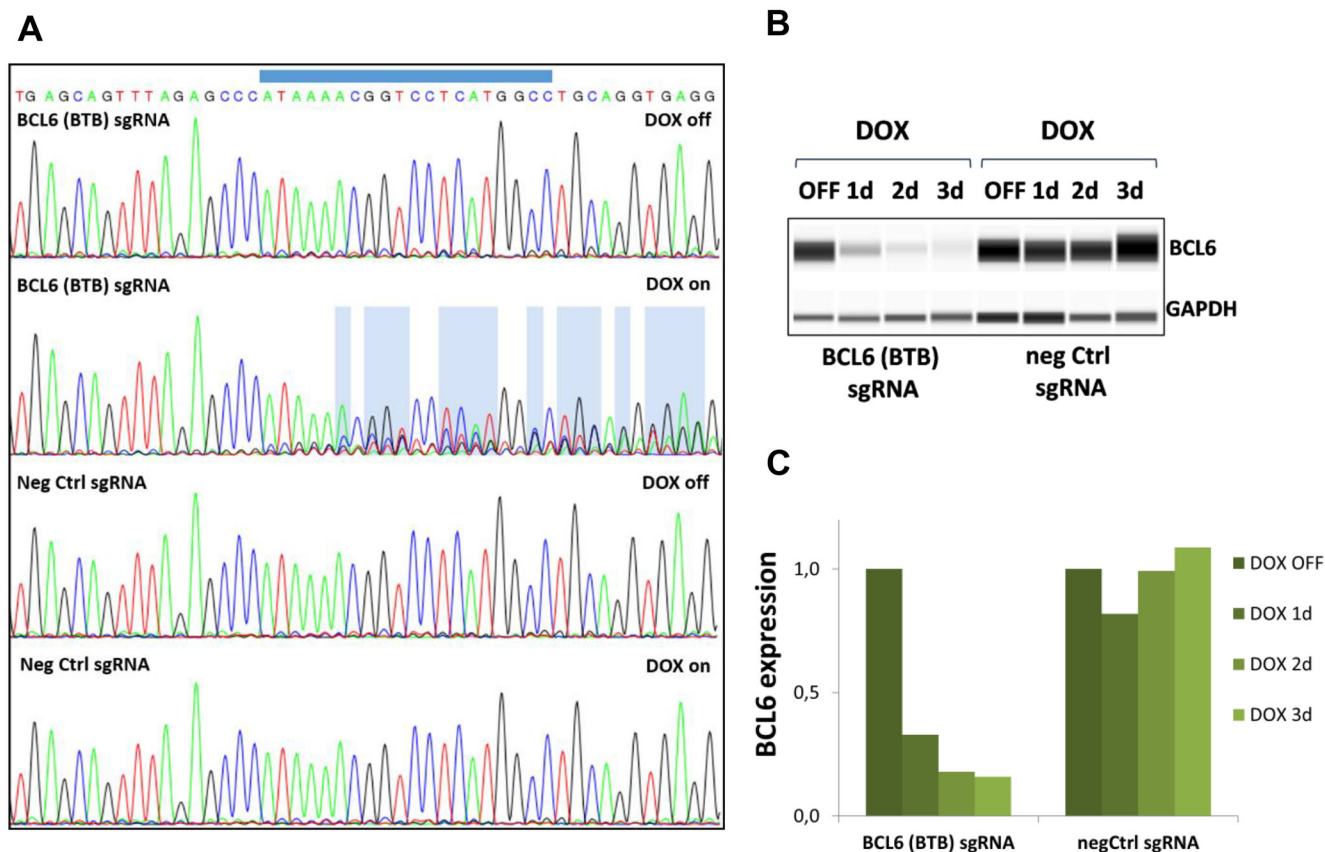 A
TGAGCAGTTTAGAGCCCATAAAACGGTCCTCATGGCCTGCAGGTGAGG
BCL6 (BTB) sgRNA DOX off
BCL6 (BTB) sgRNA DOX on
Neg Ctrl sgRNA DOX off
Neg Ctrl sgRNA DOX on
B
DOX DOX
OFF 1d 2d 3d OFF 1d 2d 3d
BCL6
GAPDH
BCL6 (BTB) neg Ctrl
sgRNA sgRNA
C
BCL6 expression
1,0
0,5
0,0
BCL6 (BTB) sgRNA negCtrl sgRNA
DOX OFF
DOX 1d
DOX 2d
DOX 3d